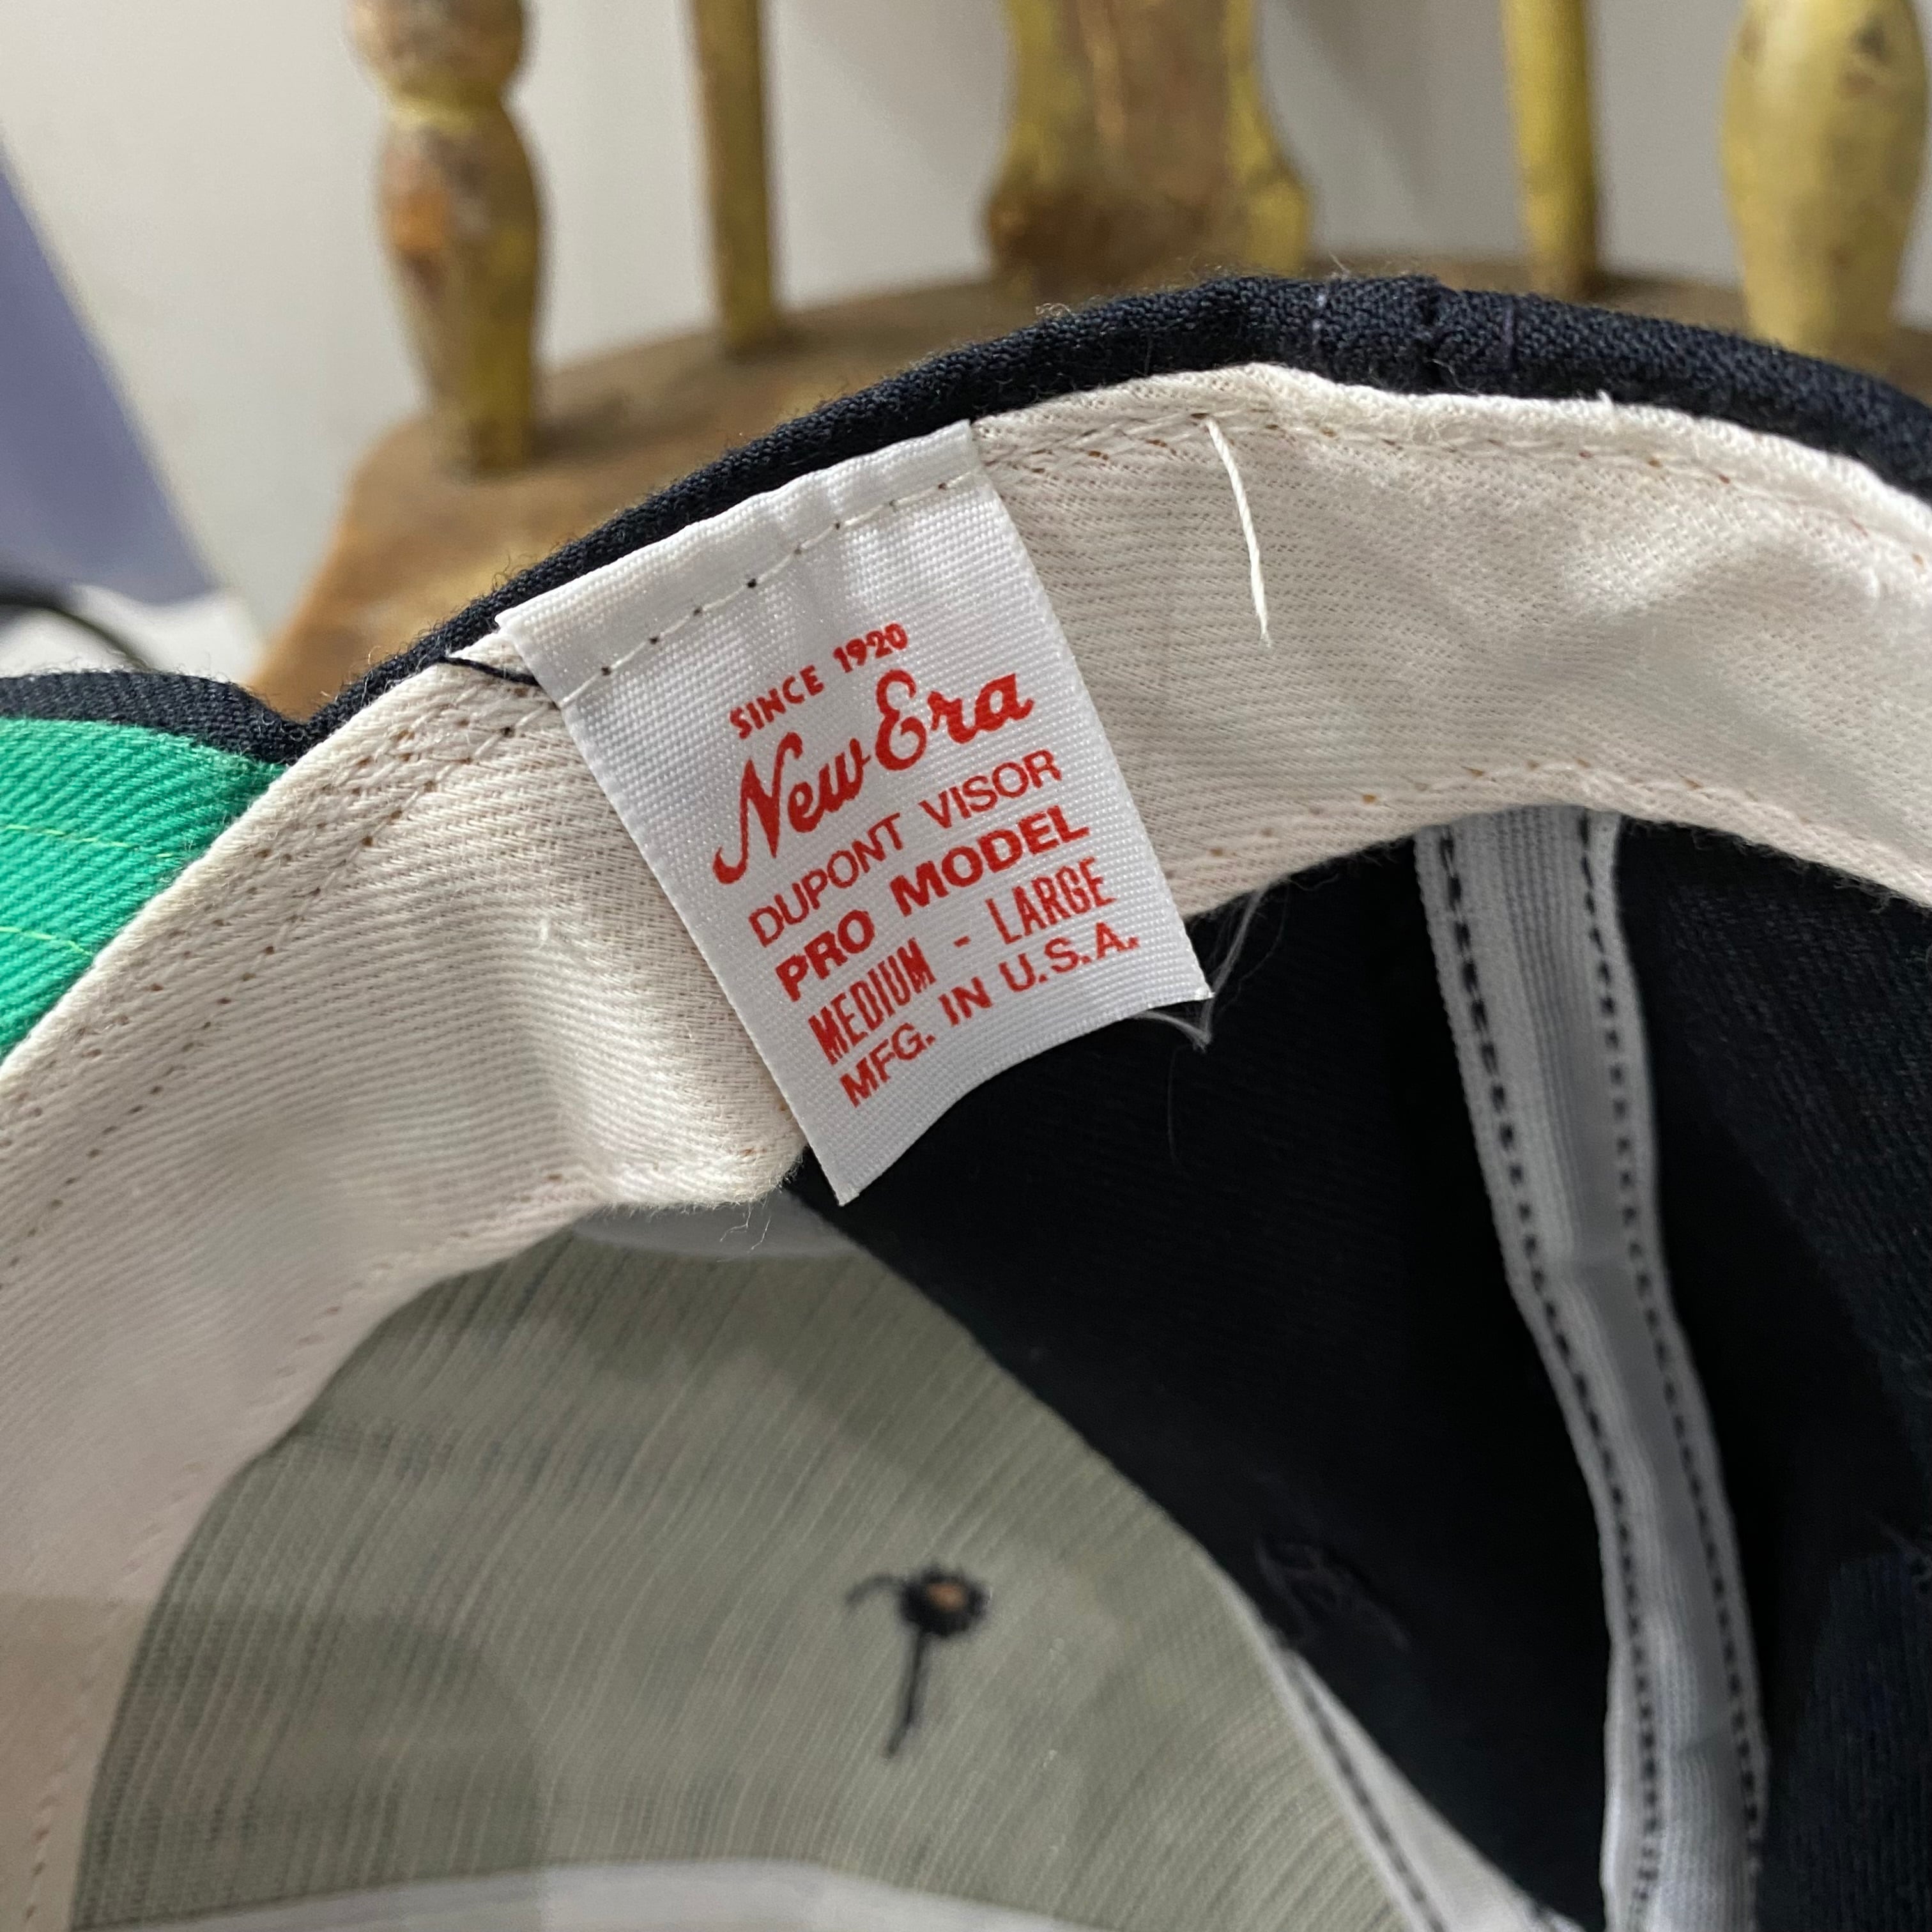 SINCE 1920
New Era
DUPONT VISOR
PRO MODEL
MEDIUM - LARGE
MFG. IN U.S.A.